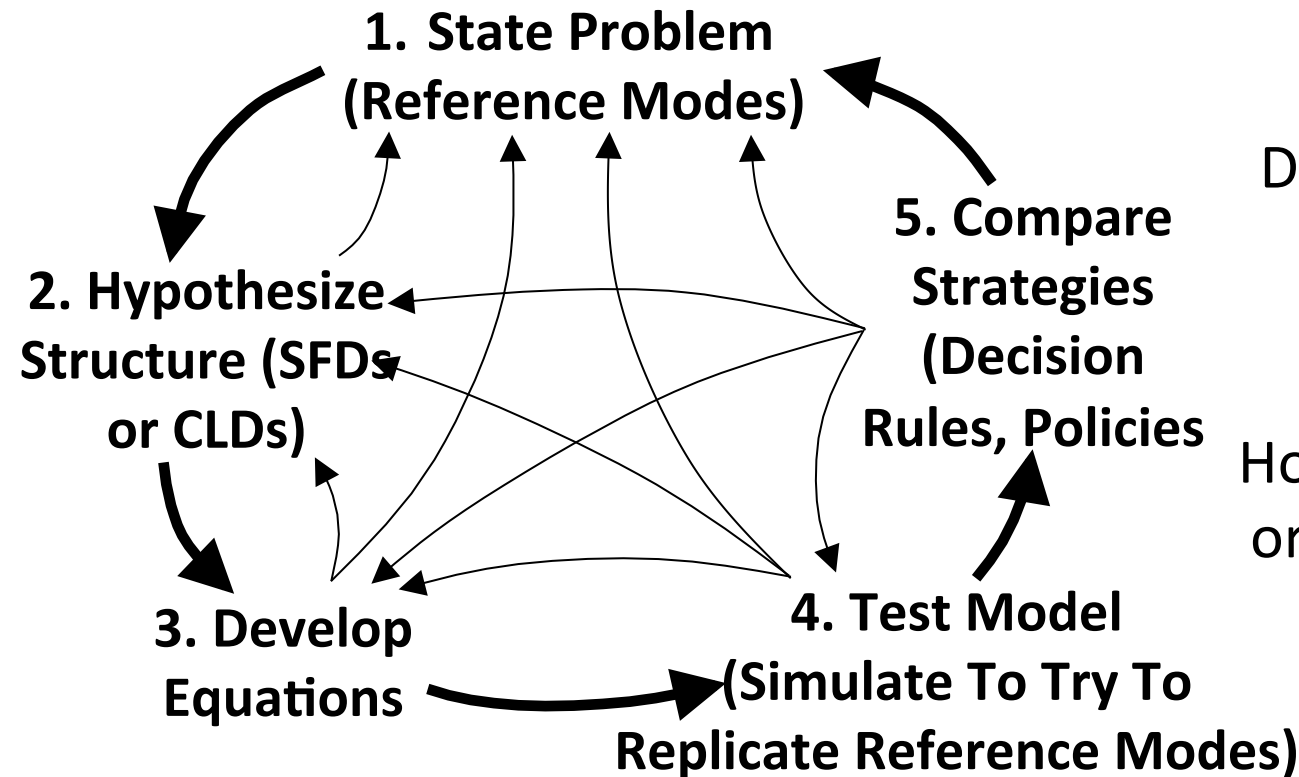 1. State Problem
(Reference Modes)
5. Compare
Strategies
(Decision
Rules, Policies
2. Hypothesize
Structure (SFDs
or CLDs)
3. Develop
Equations
4. Test Model
(Simulate To Try To
Replicate Reference Modes)